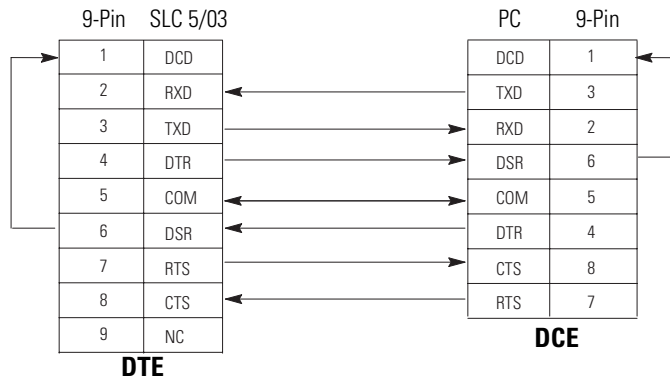 9-Pin SLC 5/03 PC 9-Pin
1 DCD DCD 1
2 RXD TXD 3
3 TXD RXD 2
4 DTR DSR 6
5 COM COM 5
6 DSR DTR 4
7 RTS CTS 8
8 CTS RTS 7
9 NC
DTE DCE